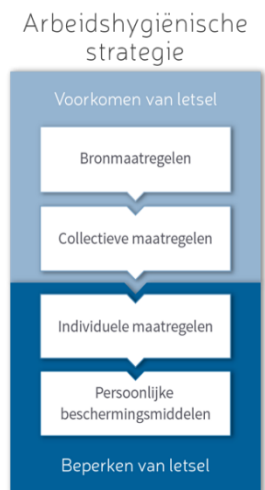 Arbeidshygiënische
strategie
Voorkomen van letsel
Bronmaatregelen
Collectieve maatregelen
Individuele maatregelen
Persoonlijke
beschermingsmiddelen
Beperken van letsel